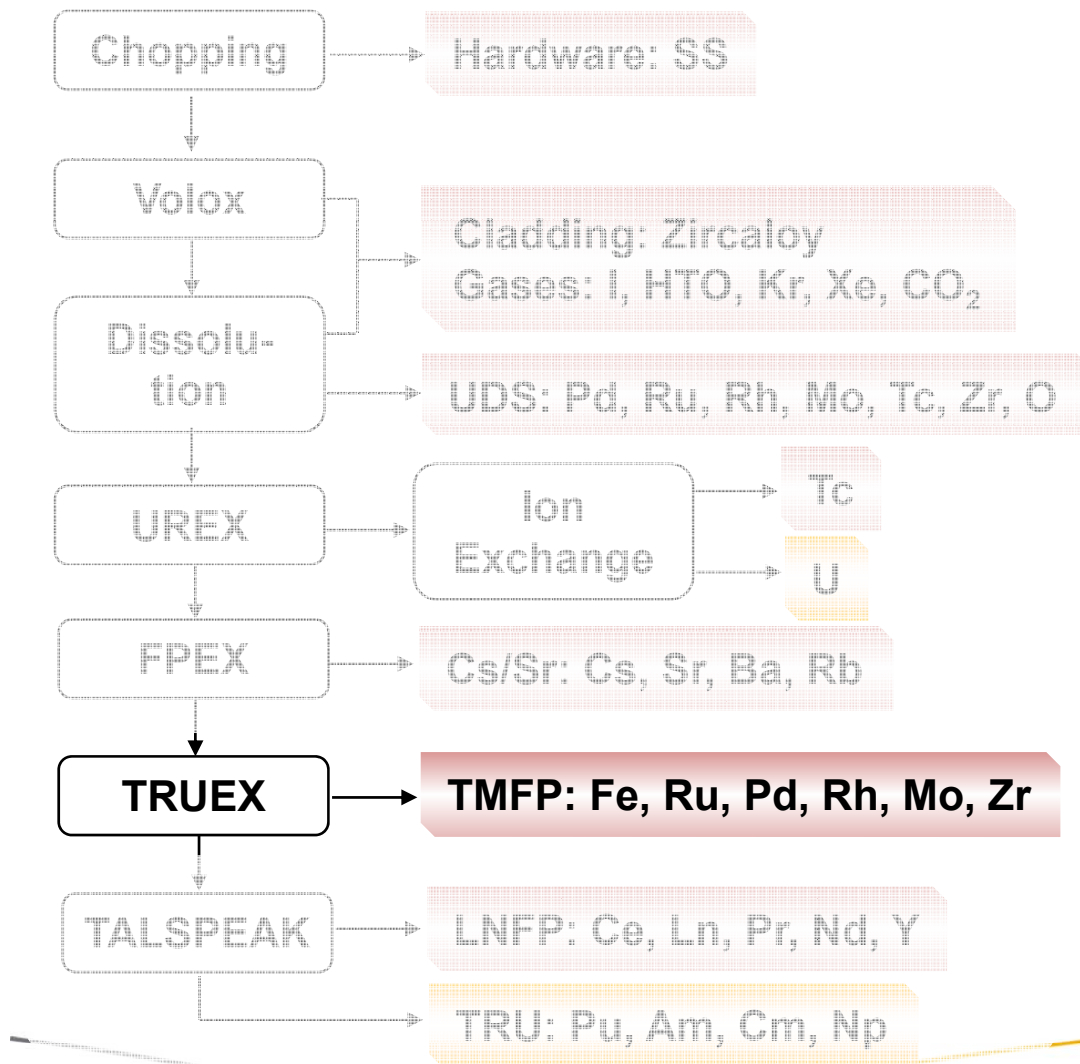 Chopping
Hardware: SS
Volox
Cladding: Zircaloy
Gases: I, HTO, Kr, Xe, CO₂
Dissolu-
tion
UDS: Pd, Ru, Rh, Mo, Tc, Zr, O
UREX
Ion
Exchange
Tc
U
FPEX
Cs/Sr: Cs, Sr, Ba, Rb
TRUEX
TMFP: Fe, Ru, Pd, Rh, Mo, Zr
TALSPEAK
LNFP: Ce, Ln, Pr, Nd, Y
TRU: Pu, Am, Cm, Np